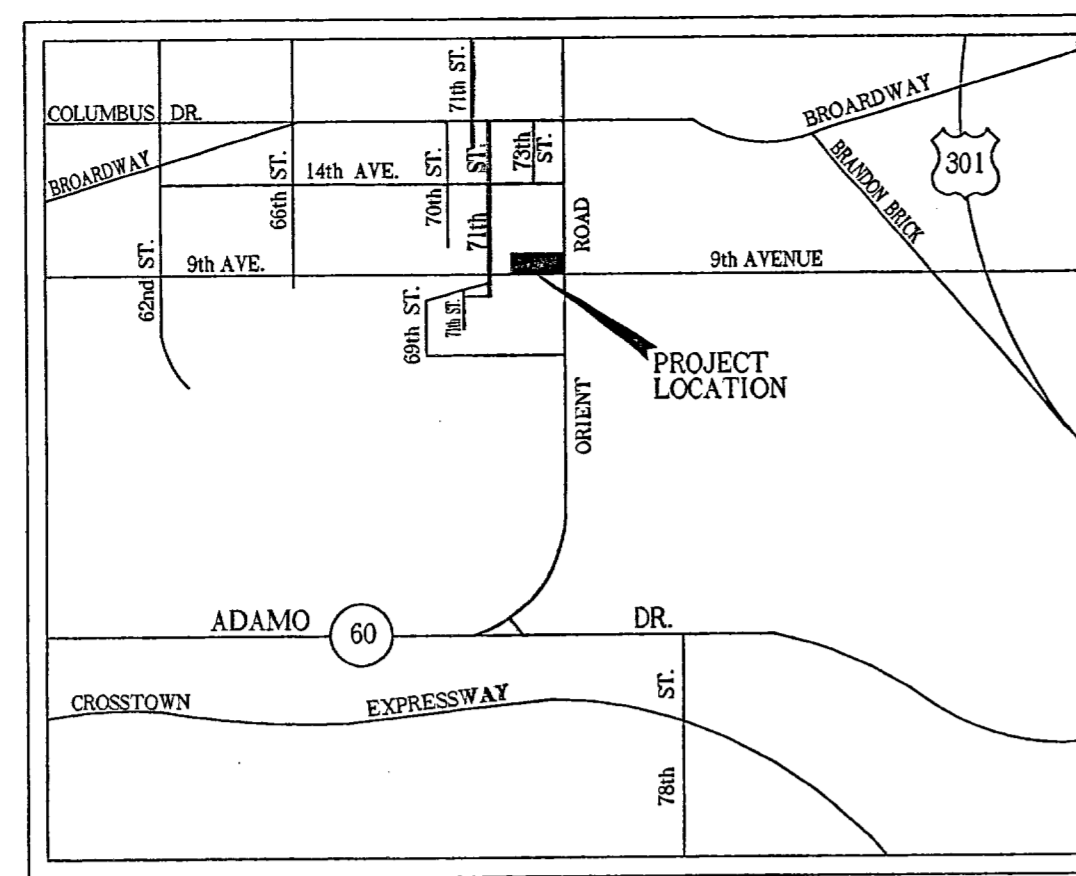 71th ST.
COLUMBUS DR.
BROARDWAY
BROARDWAY
301
BRANDON BRICK
66th ST.
14th AVE.
70th ST.
71th ST.
73th ST.
62nd ST.
9th AVE.
ROAD
9th AVENUE
69th ST.
71th ST.
PROJECT
LOCATION
ORIENT
ADAMO
60
DR.
CROSSTOWN
EXPRESSWAY
78th ST.